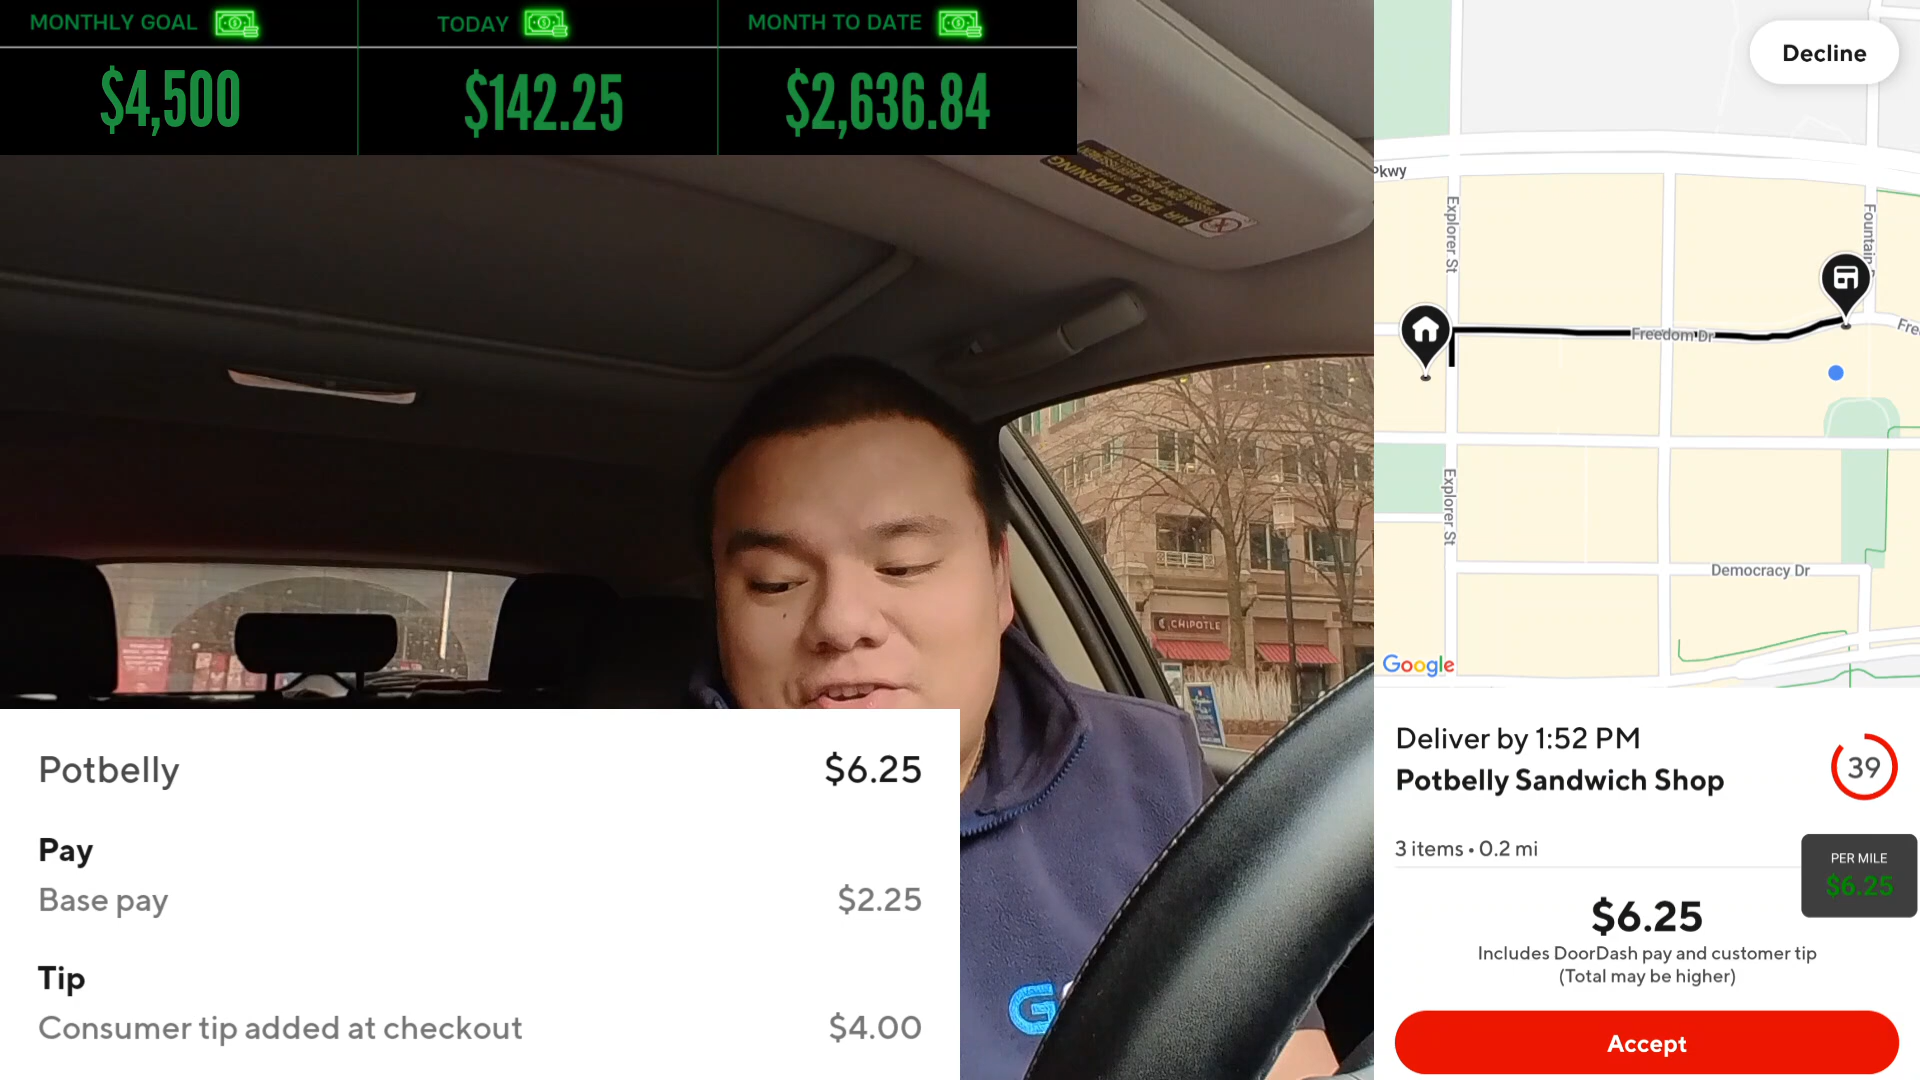 MONTHLY GOAL
$4,500
TODAY
$142.25
MONTH TO DATE
$2,636.84
AIR BAG WARNING
CHIPOTLE
Potbelly $6.25
Pay
Base pay $2.25
Tip
Consumer tip added at checkout $4.00
G
Decline
Pkwy
Explorer St
Fountain
Freedom Dr
Fre
Explorer St
Democracy Dr
Google
Deliver by 1:52 PM
39
Potbelly Sandwich Shop
3 items • 0.2 mi
PER MILE
$6.25
$6.25
Includes DoorDash pay and customer tip
(Total may be higher)
Accept